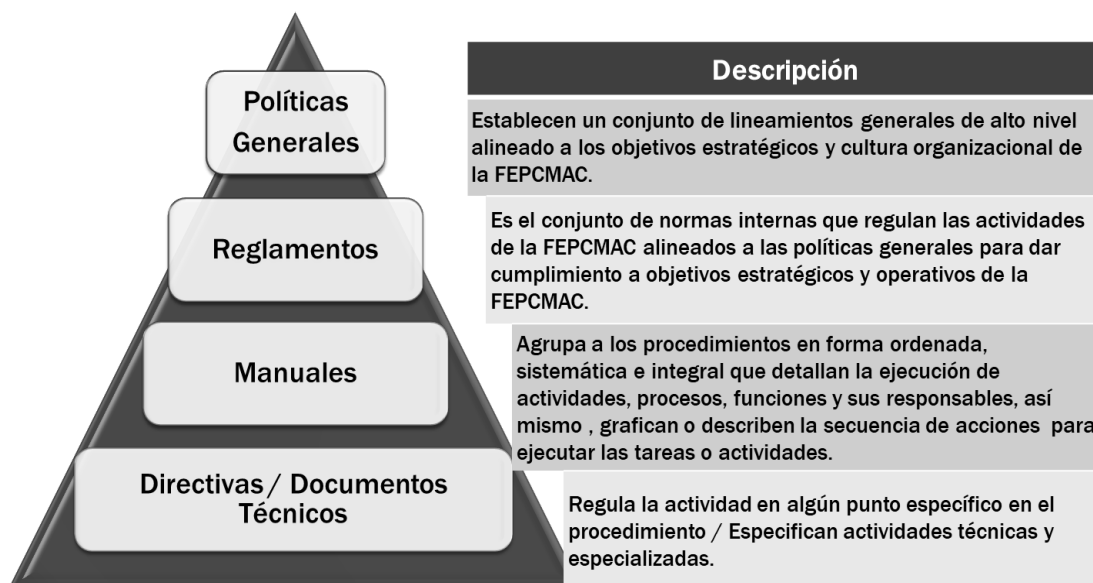 Políticas
Generales
Reglamentos
Manuales
Directivas / Documentos
Técnicos
Descripción
Establecen un conjunto de lineamientos generales de alto nivel
alineado a los objetivos estratégicos y cultura organizacional de
la FEPCMAC.
Es el conjunto de normas internas que regulan las actividades
de la FEPCMAC alineados a las políticas generales para dar
cumplimiento a objetivos estratégicos y operativos de la
FEPCMAC.
Agrupa a los procedimientos en forma ordenada,
sistemática e integral que detallan la ejecución de
actividades, procesos, funciones y sus responsables, así
mismo , grafican o describen la secuencia de acciones para
ejecutar las tareas o actividades.
Regula la actividad en algún punto específico en el
procedimiento / Especifican actividades técnicas y
especializadas.